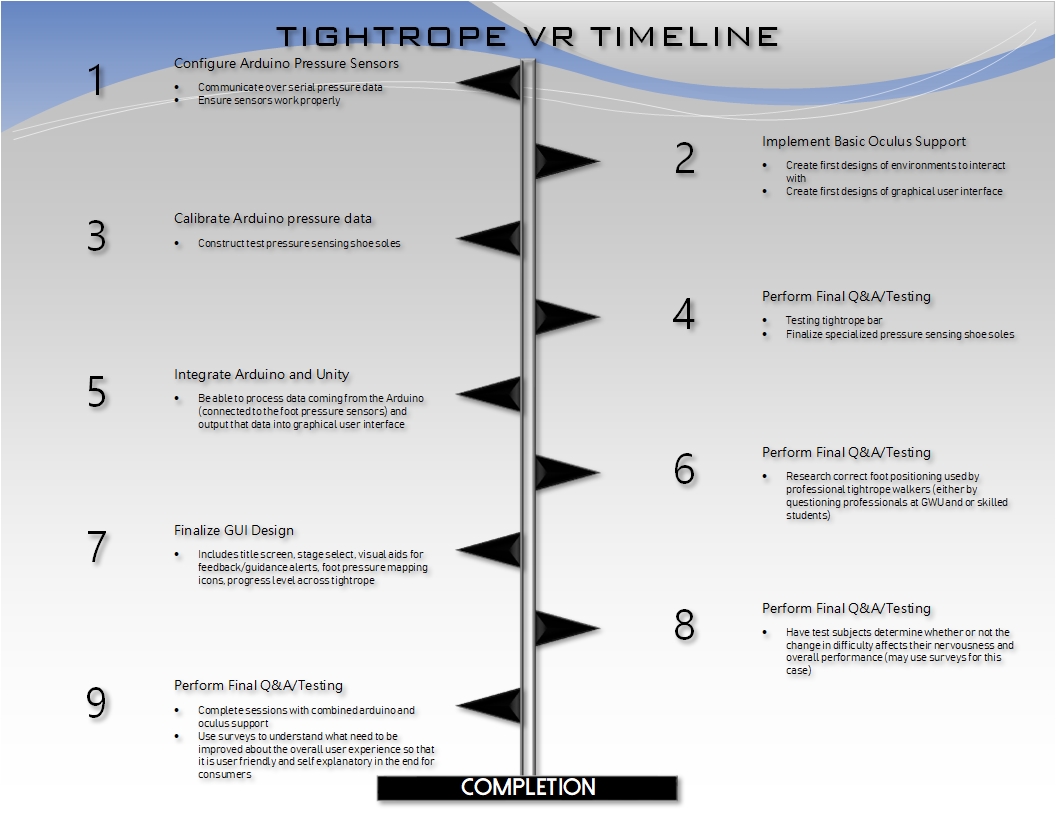 TIGHTROPE VR TIMELINE
1
Configure Arduino Pressure Sensors
• Communicate over serial pressure data
• Ensure sensors work properly
2
Implement Basic Oculus Support
• Create first designs of environments to interact
with
• Create first designs of graphical user interface
3
Calibrate Arduino pressure data
• Construct test pressure sensing shoe soles
4
Perform Final Q&A/Testing
• Testing tightrope bar
• Finalize specialized pressure sensing shoe soles
5
Integrate Arduino and Unity
• Be able to process data coming from the Arduino
(connected to the foot pressure sensors) and
output that data into graphical user interface
6
Perform Final Q&A/Testing
• Research correct foot positioning used by
professional tightrope walkers (either by
questioning professionals at GWU and or skilled
students)
7
Finalize GUI Design
• Includes title screen, stage select, visual aids for
feedback/guidance alerts, foot pressure mapping
icons, progress level across tightrope
8
Perform Final Q&A/Testing
• Have test subjects determine whether or not the
change in difficulty affects their nervousness and
overall performance (may use surveys for this
case)
9
Perform Final Q&A/Testing
• Complete sessions with combined arduino and
oculus support
• Use surveys to understand what need to be
improved about the overall user experience so that
it is user friendly and self explanatory in the end for
consumers
COMPLETION